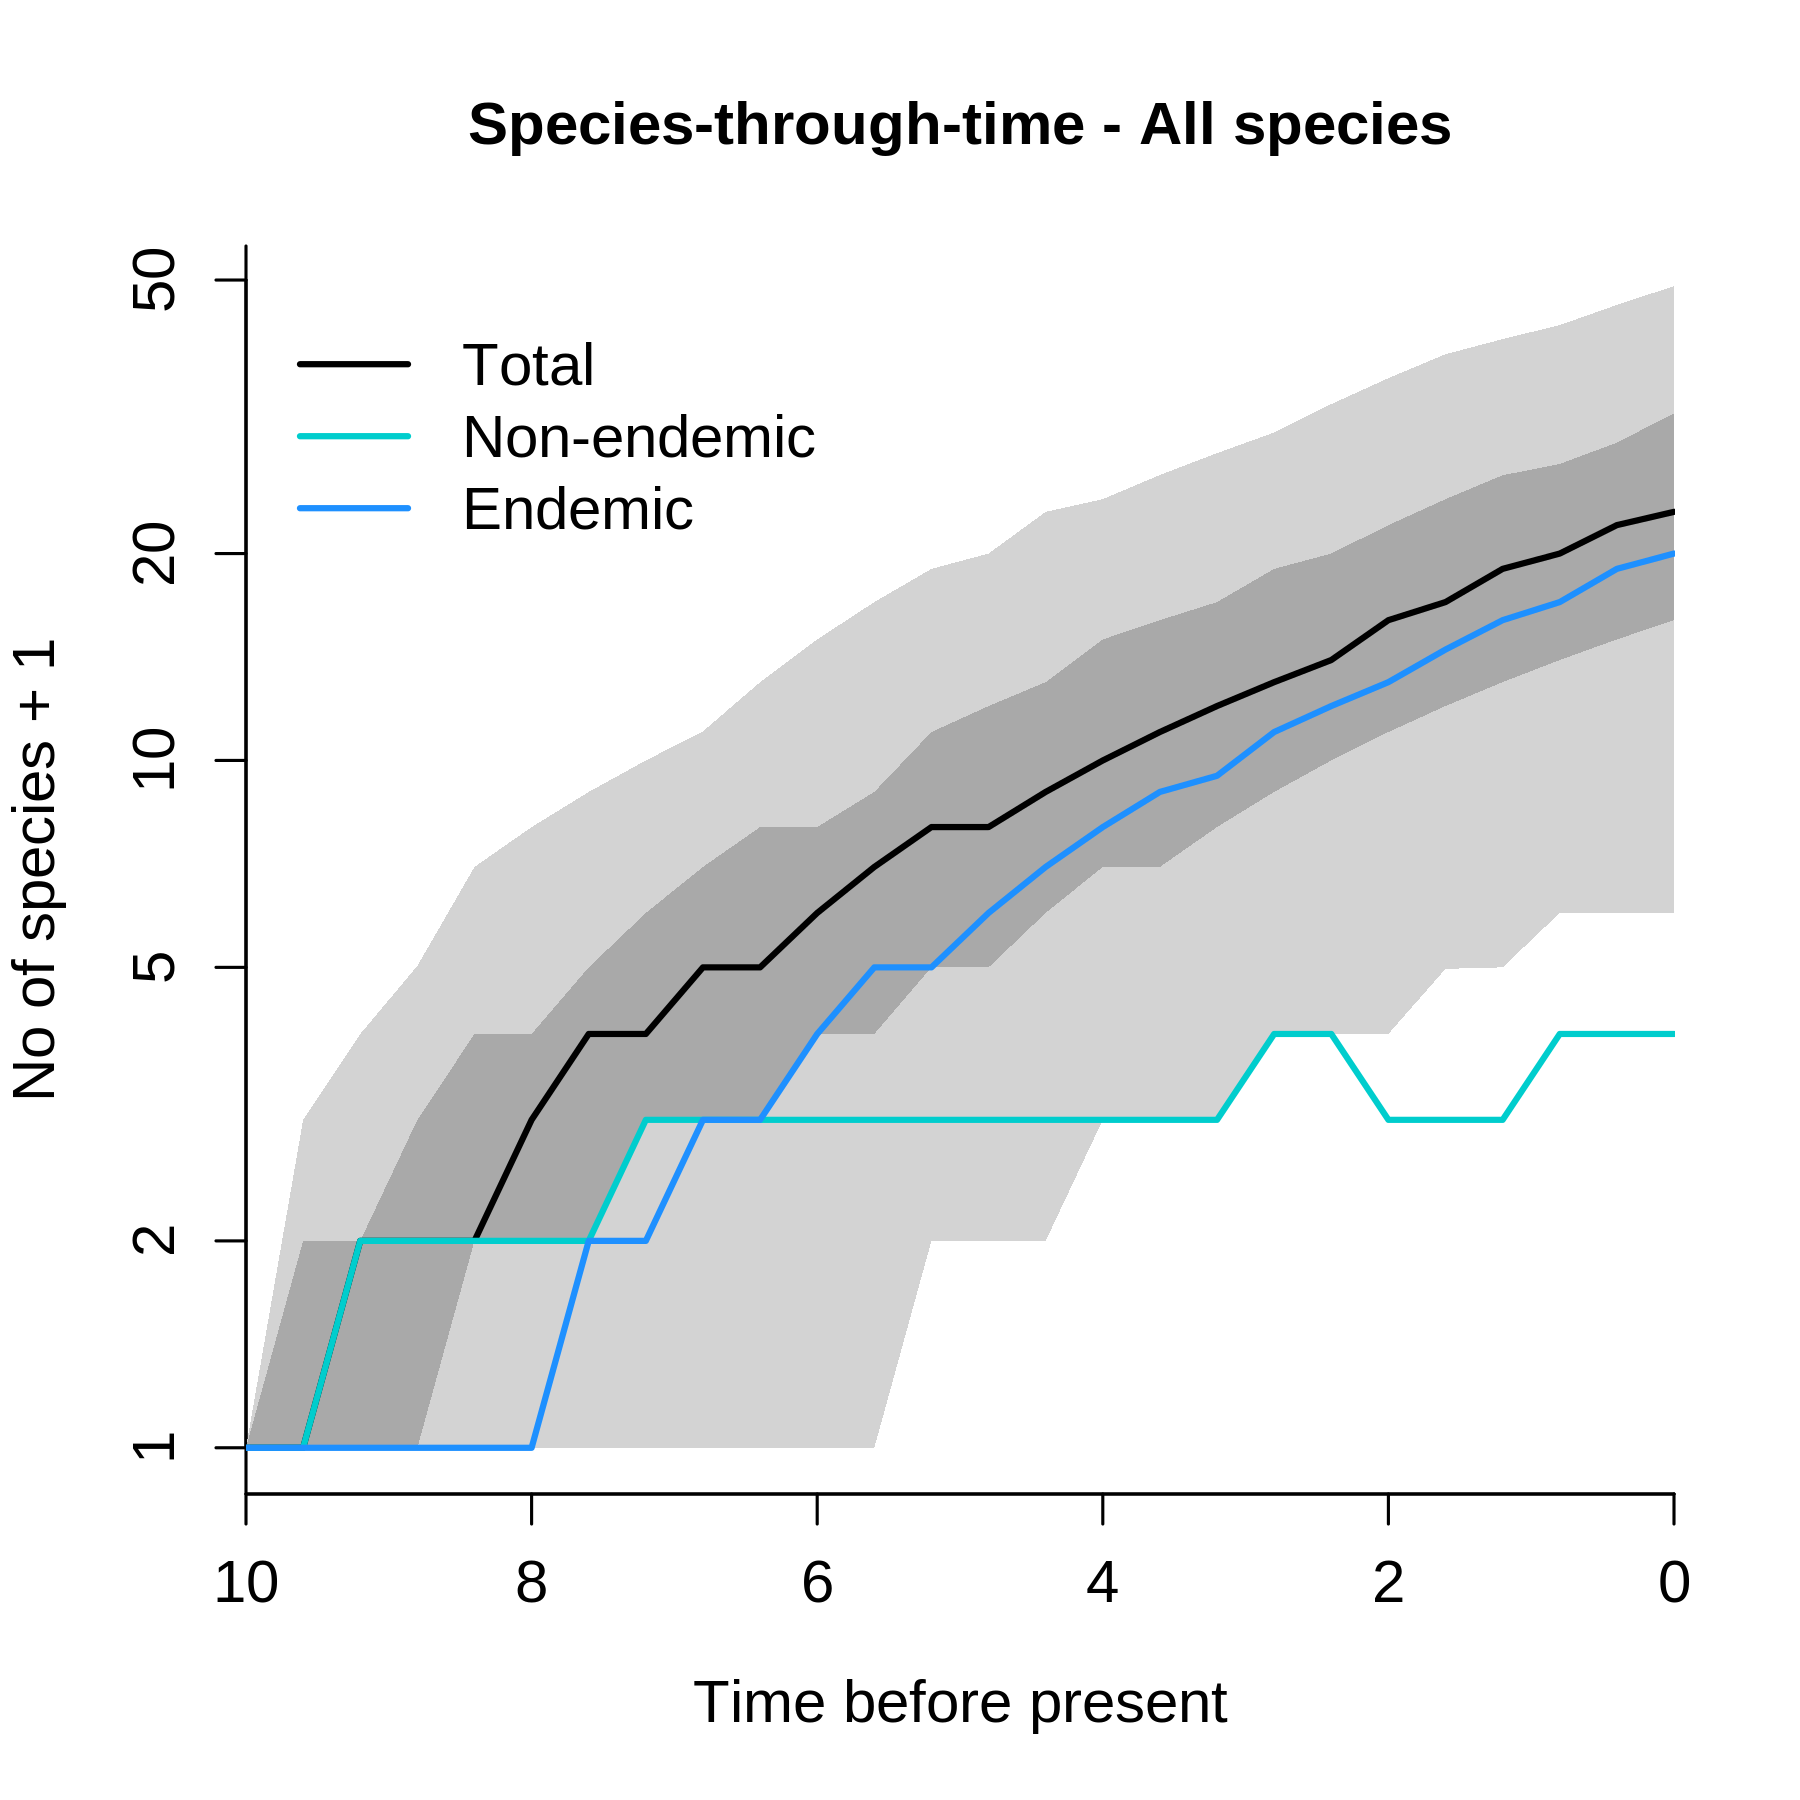 Species-through-time - All species
No of species + 1
50
20
10
5
2
1
Total
Non-endemic
Endemic
10 8 6 4 2 0
Time before present